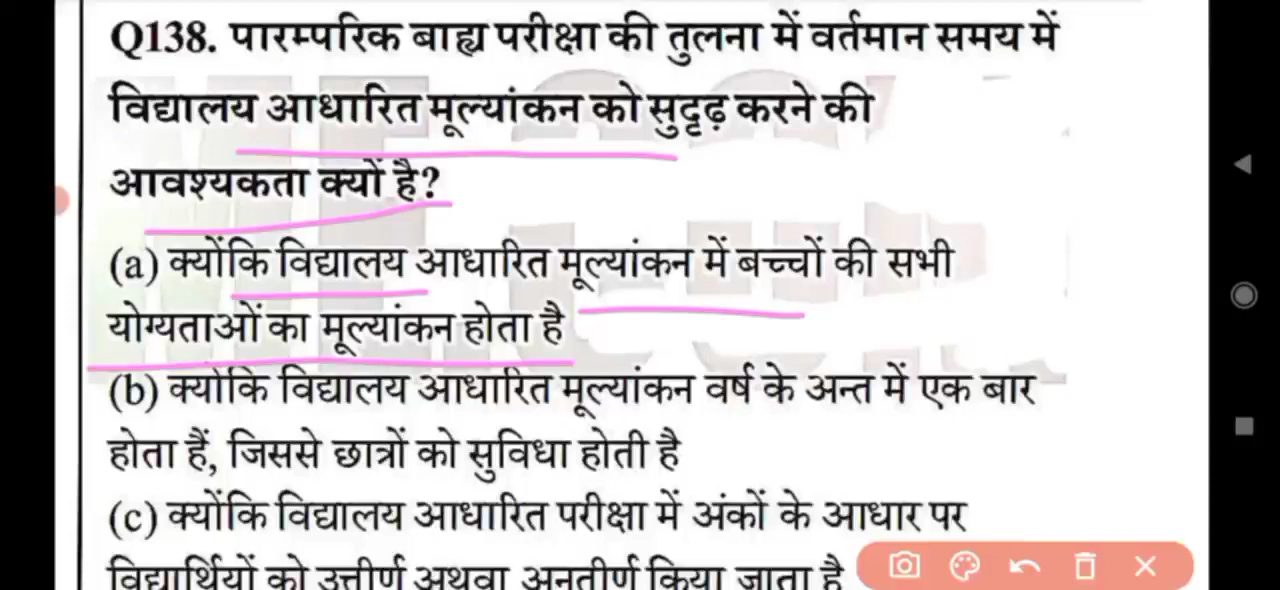 Q138. पारम्परिक बाह्य परीक्षा की तुलना में वर्तमान समय में
विद्यालय आधारित मूल्यांकन को सुदृढ़ करने की
आवश्यकता क्यों है?
(a) क्योंकि विद्यालय आधारित मूल्यांकन में बच्चों की सभी
योग्यताओं का मूल्यांकन होता है
(b) क्योंकि विद्यालय आधारित मूल्यांकन वर्ष के अन्त में एक बार
होता हैं, जिससे छात्रों को सुविधा होती है
(c) क्योंकि विद्यालय आधारित परीक्षा में अंकों के आधार पर
विद्यार्थियों को उत्तीर्ण अथवा अनुतीर्ण किया जाता है